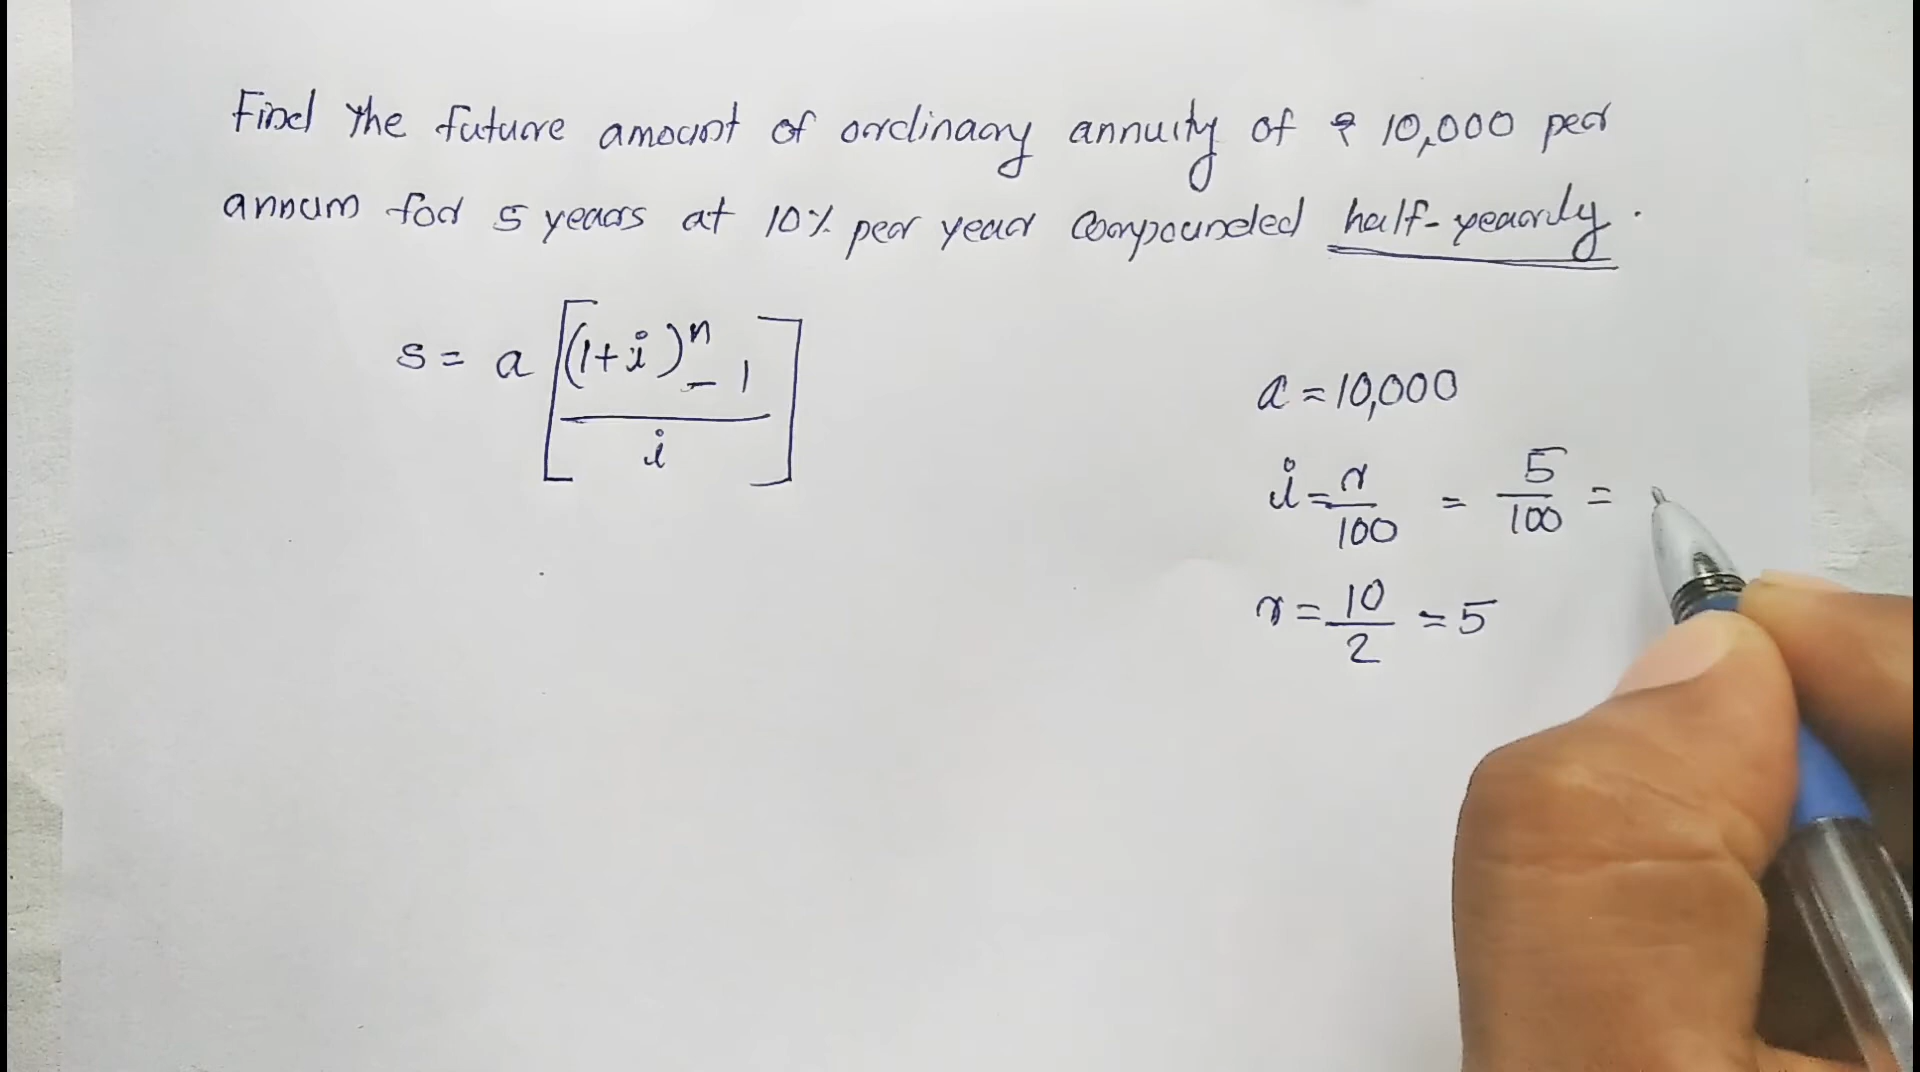 Find the future amount of ordinary annuity of ₹ 10,000 per
annum for 5 years at 10% per year compounded half-yearly.
s = a [((1+i)^n - 1) / i]
a = 10,000
i = r/100 = 5/100 =
r = 10/2 = 5